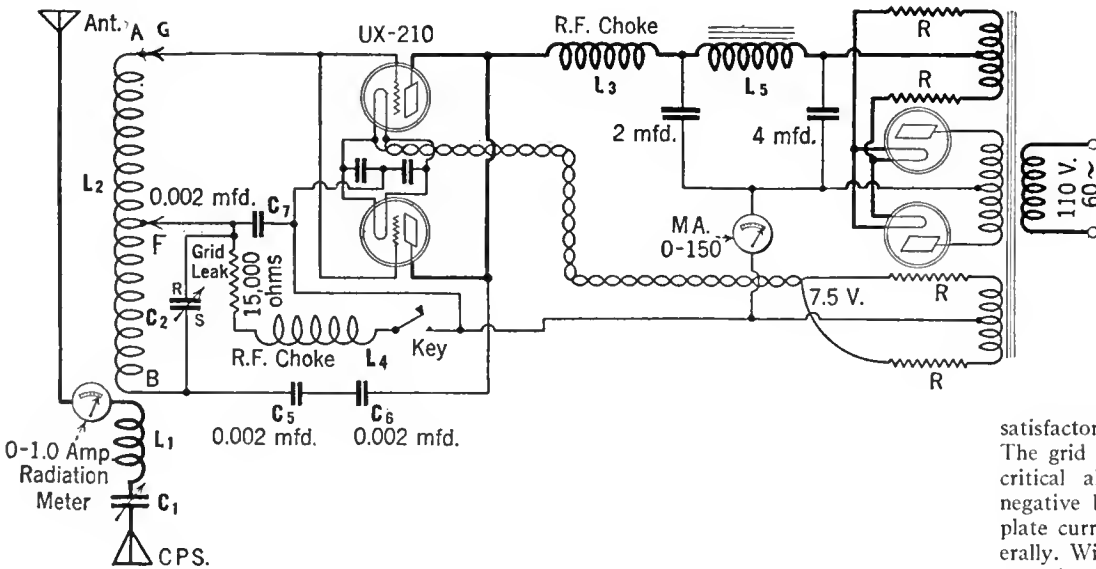 Ant. A G
UX-210
R.F. Choke
L3
L5
R
R
2 mfd.
4 mfd.
L2
0.002 mfd.
C7
F
Grid
Leak
15,000
ohms
R
S
C2
R.F. Choke
L4
Key
B
C5
C6
0.002 mfd.
0.002 mfd.
M.A.
0-150
7.5 V.
R
R
110 V.
60 ~
0-1.0 Amp.
Radiation
Meter
L1
C1
C.P.S.
satisfactor
The grid
critical al
negative b
plate curr
erally. Wi